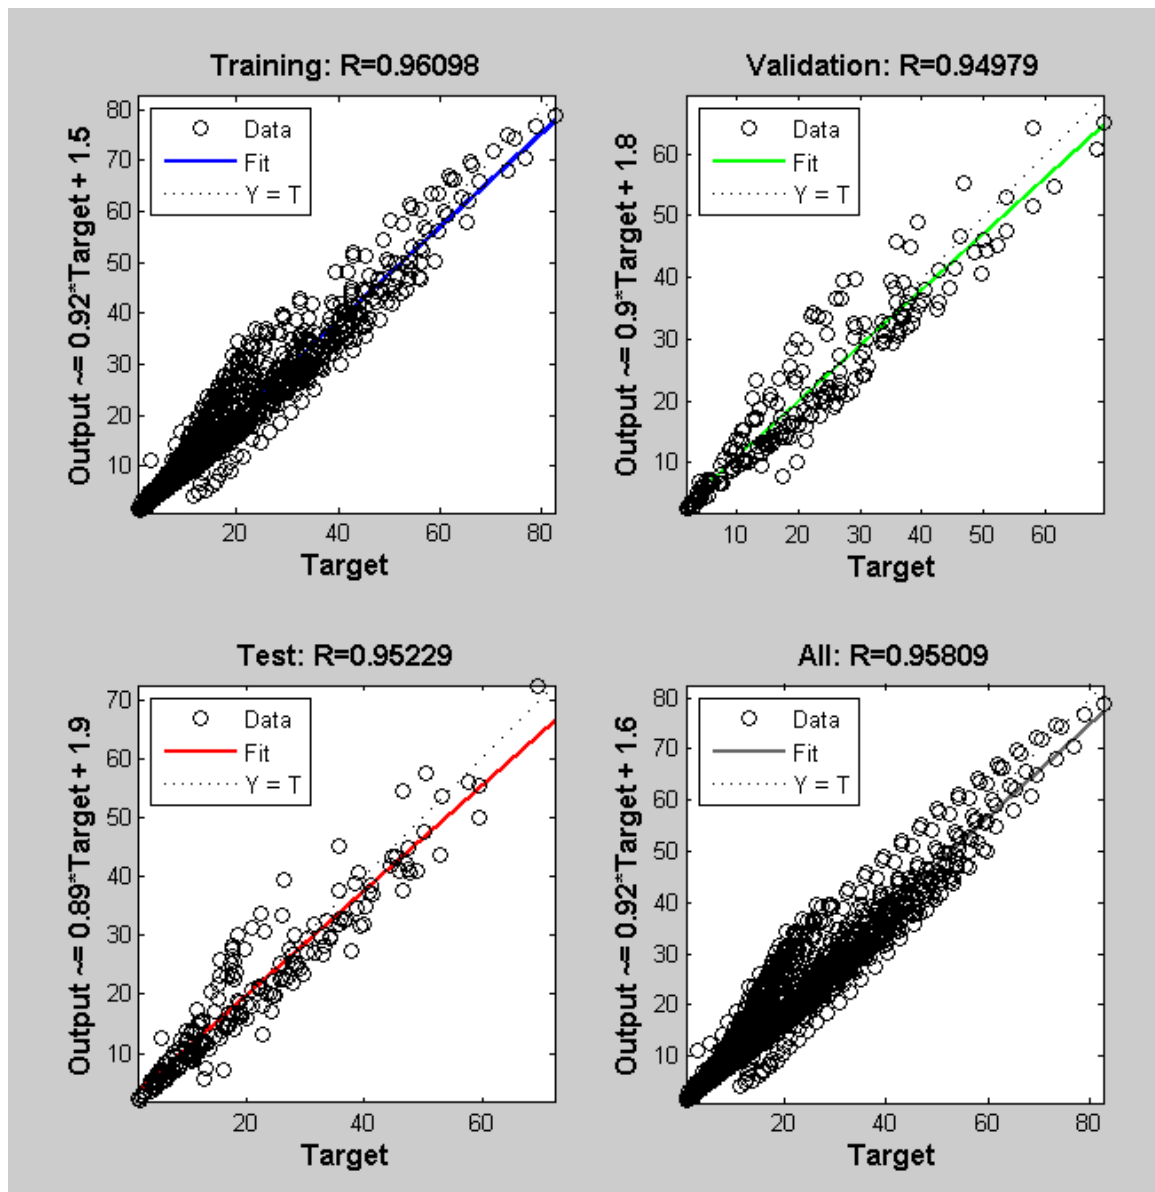 Training: R=0.96098
Output ~= 0.92*Target + 1.5
80
70
60
50
40
30
20
10
Data
Fit
Y = T
20 40 60 80
Target
Validation: R=0.94979
Output ~= 0.9*Target + 1.8
60
50
40
30
20
10
Data
Fit
Y = T
10 20 30 40 50 60
Target
Test: R=0.95229
Output ~= 0.89*Target + 1.9
70
60
50
40
30
20
10
Data
Fit
Y = T
20 40 60
Target
All: R=0.95809
Output ~= 0.92*Target + 1.6
80
70
60
50
40
30
20
10
Data
Fit
Y = T
20 40 60 80
Target